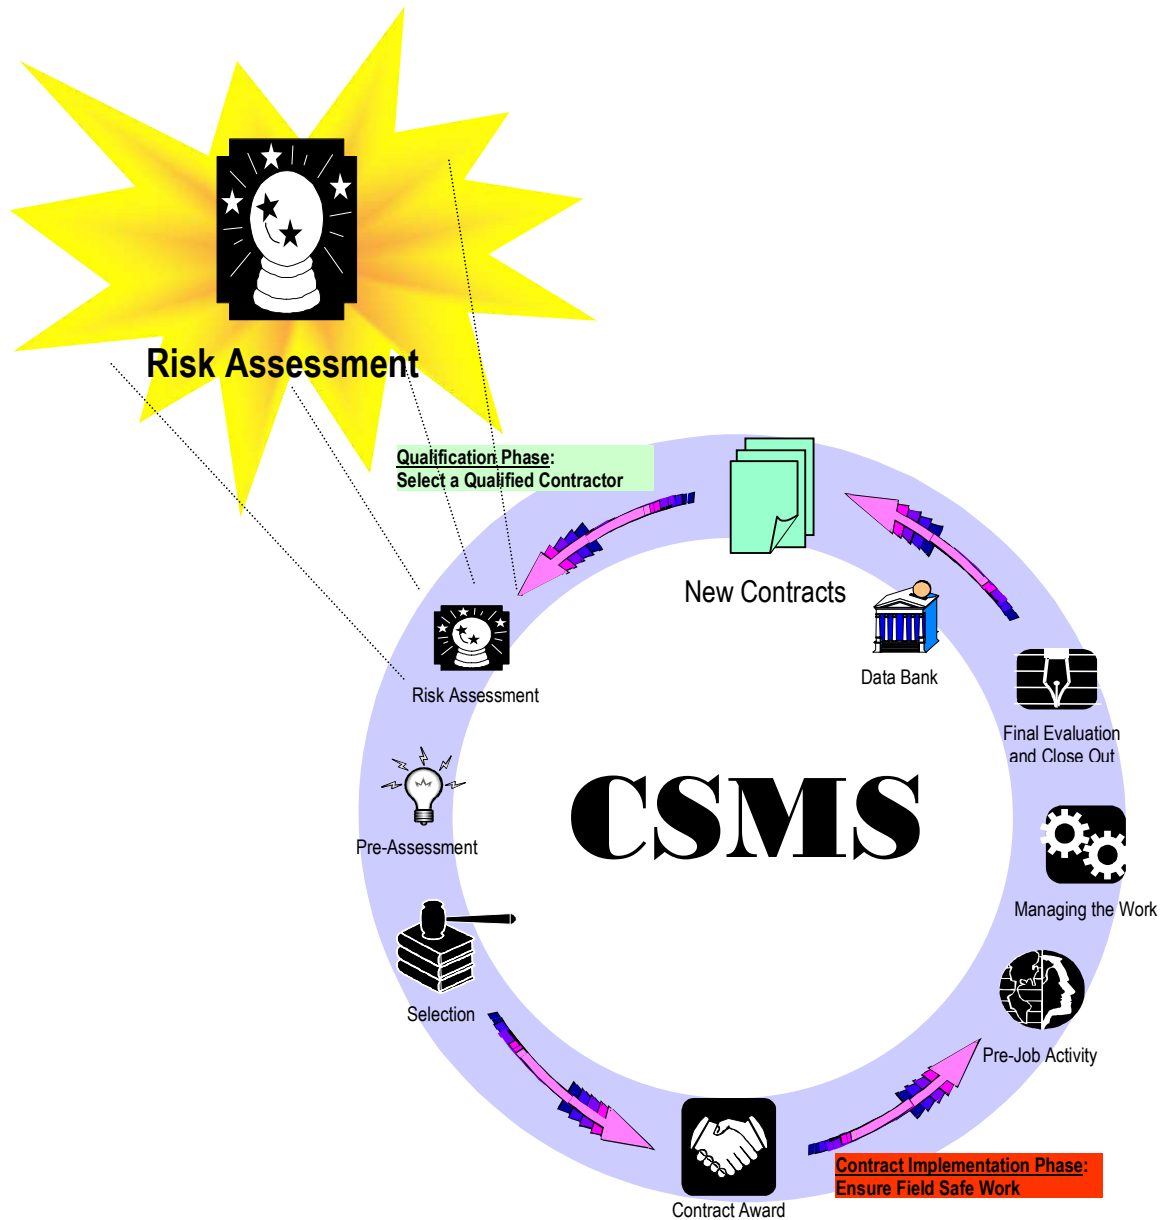 Risk Assessment
Qualification Phase:
Select a Qualified Contractor
New Contracts
Data Bank
Risk Assessment
Final Evaluation
and Close Out
CSMS
Pre-Assessment
Managing the Work
Selection
Pre-Job Activity
Contract Implementation Phase:
Ensure Field Safe Work
Contract Award